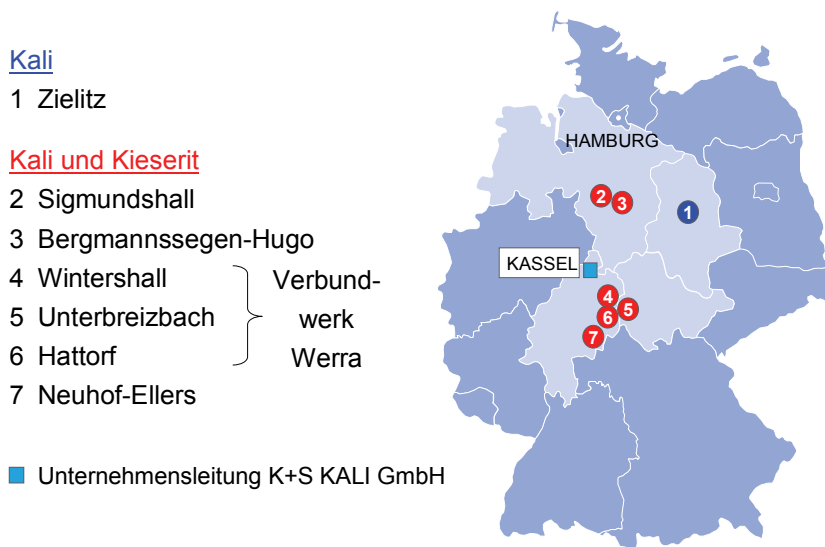 Kali
1 Zielitz
Kali und Kieserit
2 Sigmundshall
3 Bergmannssegen-Hugo
4 Wintershall
5 Unterbreizbach
6 Hattorf
Verbund-
werk
Werra
7 Neuhof-Ellers
Unternehmensleitung K+S KALI GmbH
HAMBURG
2
3
1
KASSEL
4
5
6
7